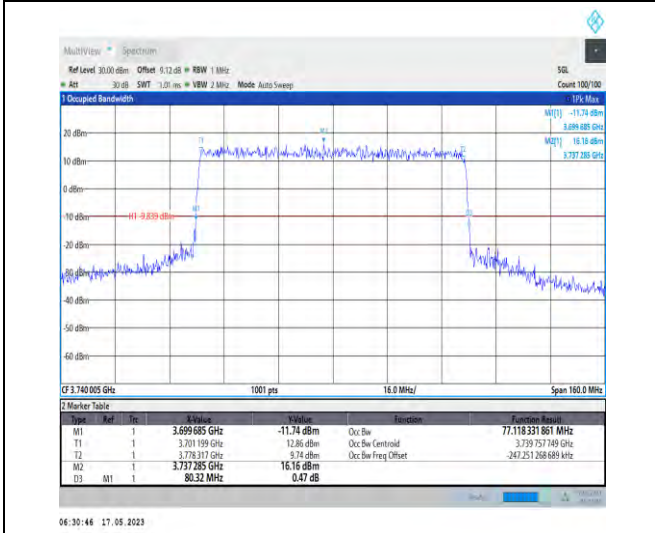 MultiView Spectrum
Ref Level 30.00 dBm Offset 9.12 dB RBW 1 MHz SGL
Att 30 dB SWT 1.01 ms VBW 2 MHz Mode Auto Sweep Count 100/100
1 Occupied Bandwidth 1Pk Max
M1[1] -11.74 dBm
3.699 685 GHz
M2[1] 16.16 dBm
3.737 285 GHz
20 dBm
T1 M2 T2
10 dBm
0 dBm
M1 D3
-10 dBm H1 -9.839 dBm
-20 dBm
-30 dBm
-40 dBm
-50 dBm
-60 dBm
CF 3.740 005 GHz 1001 pts 16.0 MHz/ Span 160.0 MHz
2 Marker Table
Type Ref Trc X-Value Y-Value Function Function Result
M1 1 3.699 685 GHz -11.74 dBm Occ Bw 77.118 331 861 MHz
T1 1 3.701 199 GHz 12.86 dBm Occ Bw Centroid 3.739 757 749 GHz
T2 1 3.778 317 GHz 9.74 dBm Occ Bw Freq Offset -247.251 268 689 kHz
M2 1 3.737 285 GHz 16.16 dBm
D3 M1 1 80.32 MHz 0.47 dB
06:30:46 17.05.2023